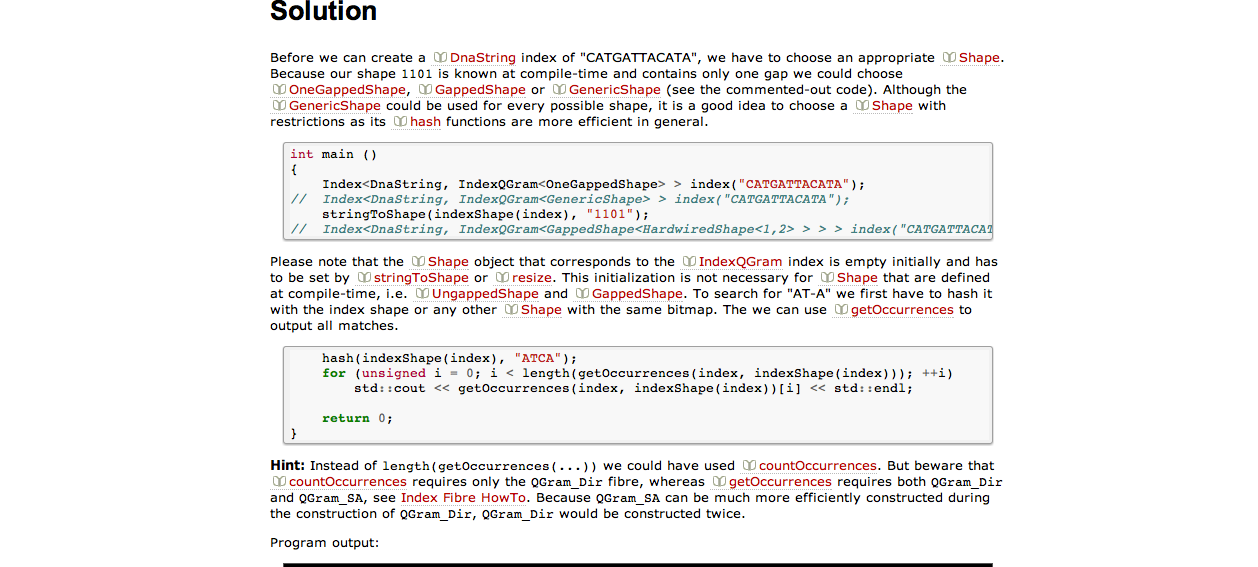 Solution
Before we can create a DnaString index of "CATGATTACATA", we have to choose an appropriate Shape.
Because our shape 1101 is known at compile-time and contains only one gap we could choose
OneGappedShape, GappedShape or GenericShape (see the commented-out code). Although the
GenericShape could be used for every possible shape, it is a good idea to choose a Shape with
restrictions as its hash functions are more efficient in general.
int main ()
{
    Index<DnaString, IndexQGram<OneGappedShape> > index("CATGATTACATA");
//  Index<DnaString, IndexQGram<GenericShape> > index("CATGATTACATA");
    stringToShape(indexShape(index), "1101");
//  Index<DnaString, IndexQGram<GappedShape<HardwiredShape<1,2> > > > index("CATGATTACAT
Please note that the Shape object that corresponds to the IndexQGram index is empty initially and has
to be set by stringToShape or resize. This initialization is not necessary for Shape that are defined
at compile-time, i.e. UngappedShape and GappedShape. To search for "AT-A" we first have to hash it
with the index shape or any other Shape with the same bitmap. The we can use getOccurrences to
output all matches.
    hash(indexShape(index), "ATCA");
    for (unsigned i = 0; i < length(getOccurrences(index, indexShape(index))); ++i)
        std::cout << getOccurrences(index, indexShape(index))[i] << std::endl;
    return 0;
}
Hint: Instead of length(getOccurrences(...)) we could have used countOccurrences. But beware that
countOccurrences requires only the QGram_Dir fibre, whereas getOccurrences requires both QGram_Dir
and QGram_SA, see Index Fibre HowTo. Because QGram_SA can be much more efficiently constructed during
the construction of QGram_Dir, QGram_Dir would be constructed twice.
Program output: